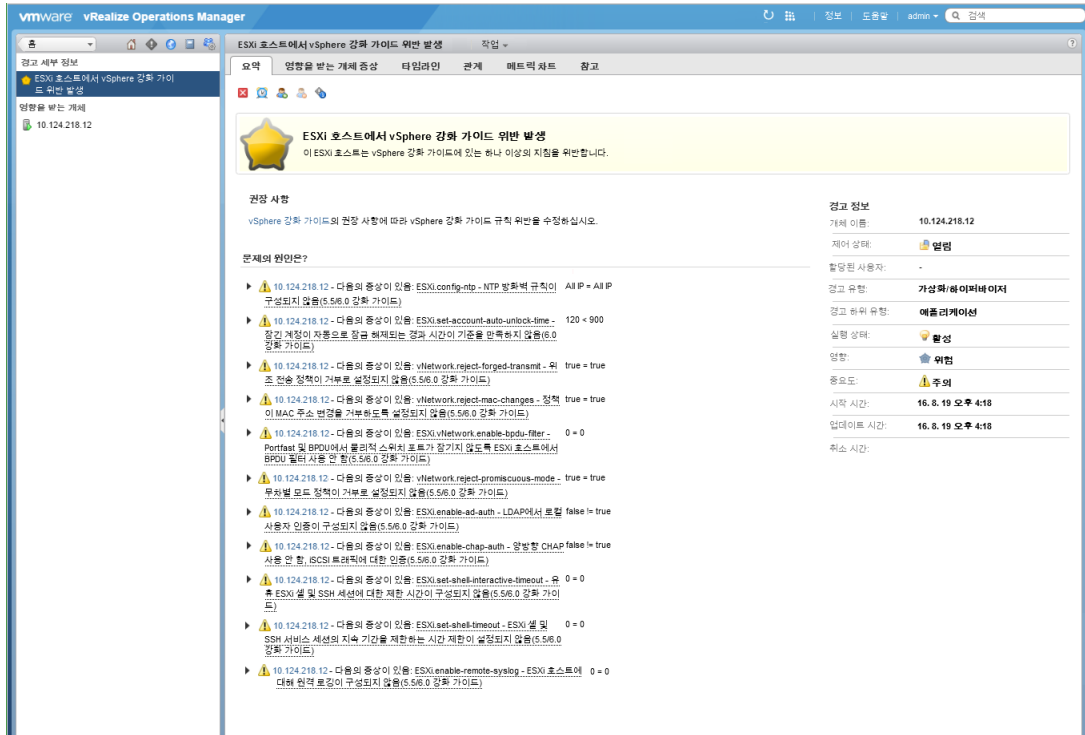 vmware vRealize Operations Manager
정보 도움말 admin 검색
홈
ESXi 호스트에서 vSphere 강화 가이드 위반 발생 작업
경고 세부 정보
ESXi 호스트에서 vSphere 강화 가이
드 위반 발생
영향을 받는 개체
10.124.218.12
요약 영향을 받는 개체 증상 타임라인 관계 메트릭 차트 참고
ESXi 호스트에서 vSphere 강화 가이드 위반 발생
이 ESXi 호스트는 vSphere 강화 가이드에 있는 하나 이상의 지침을 위반합니다.
권장 사항
vSphere 강화 가이드의 권장 사항에 따라 vSphere 강화 가이드 규칙 위반을 수정하십시오.
문제의 원인은?
10.124.218.12 - 다음의 증상이 있음: ESXi.config-ntp - NTP 방화벽 규칙이 All IP = All IP
구성되지 않음(5.5/6.0 강화 가이드)
10.124.218.12 - 다음의 증상이 있음: ESXi.set-account-auto-unlock-time - 120 < 900
잠긴 계정이 자동으로 잠금 해제되는 경과 시간이 기준을 만족하지 않음(6.0
강화 가이드)
10.124.218.12 - 다음의 증상이 있음: vNetwork.reject-forged-transmit - 위 true = true
조 전송 정책이 거부로 설정되지 않음(5.5/6.0 강화 가이드)
10.124.218.12 - 다음의 증상이 있음: vNetwork.reject-mac-changes - 정책 true = true
이 MAC 주소 변경을 거부하도록 설정되지 않음(5.5/6.0 강화 가이드)
10.124.218.12 - 다음의 증상이 있음: ESXi.vNetwork.enable-bpdu-filter - 0 = 0
Portfast 및 BPDU에서 물리적 스위치 포트가 잠기지 않도록 ESXi 호스트에서
BPDU 필터 사용 안 함(5.5/6.0 강화 가이드)
10.124.218.12 - 다음의 증상이 있음: vNetwork.reject-promiscuous-mode - true = true
무차별 모드 정책이 거부로 설정되지 않음(5.5/6.0 강화 가이드)
10.124.218.12 - 다음의 증상이 있음: ESXi.enable-ad-auth - LDAP에서 로컬 false != true
사용자 인증이 구성되지 않음(5.5/6.0 강화 가이드)
10.124.218.12 - 다음의 증상이 있음: ESXi.enable-chap-auth - 양방향 CHAP false != true
사용 안 함, iSCSI 트래픽에 대한 인증(5.5/6.0 강화 가이드)
10.124.218.12 - 다음의 증상이 있음: ESXi.set-shell-interactive-timeout - 유 0 = 0
휴 ESXi 셸 및 SSH 세션에 대한 제한 시간이 구성되지 않음(5.5/6.0 강화 가이
드)
10.124.218.12 - 다음의 증상이 있음: ESXi.set-shell-timeout - ESXi 셸 및 0 = 0
SSH 서비스 세션의 지속 기간을 제한하는 시간 제한이 설정되지 않음(5.5/6.0
강화 가이드)
10.124.218.12 - 다음의 증상이 있음: ESXi.enable-remote-syslog - ESXi 호스트에 0 = 0
대해 원격 로깅이 구성되지 않음(5.5/6.0 강화 가이드)
경고 정보
개체 이름: 10.124.218.12
제어 상태: 열림
할당된 사용자: -
경고 유형: 가상화/하이퍼바이저
경고 하위 유형: 애플리케이션
실행 상태: 활성
영향: 위험
중요도: 주의
시작 시간: 16. 8. 19 오후 4:18
업데이트 시간: 16. 8. 19 오후 4:18
취소 시간: